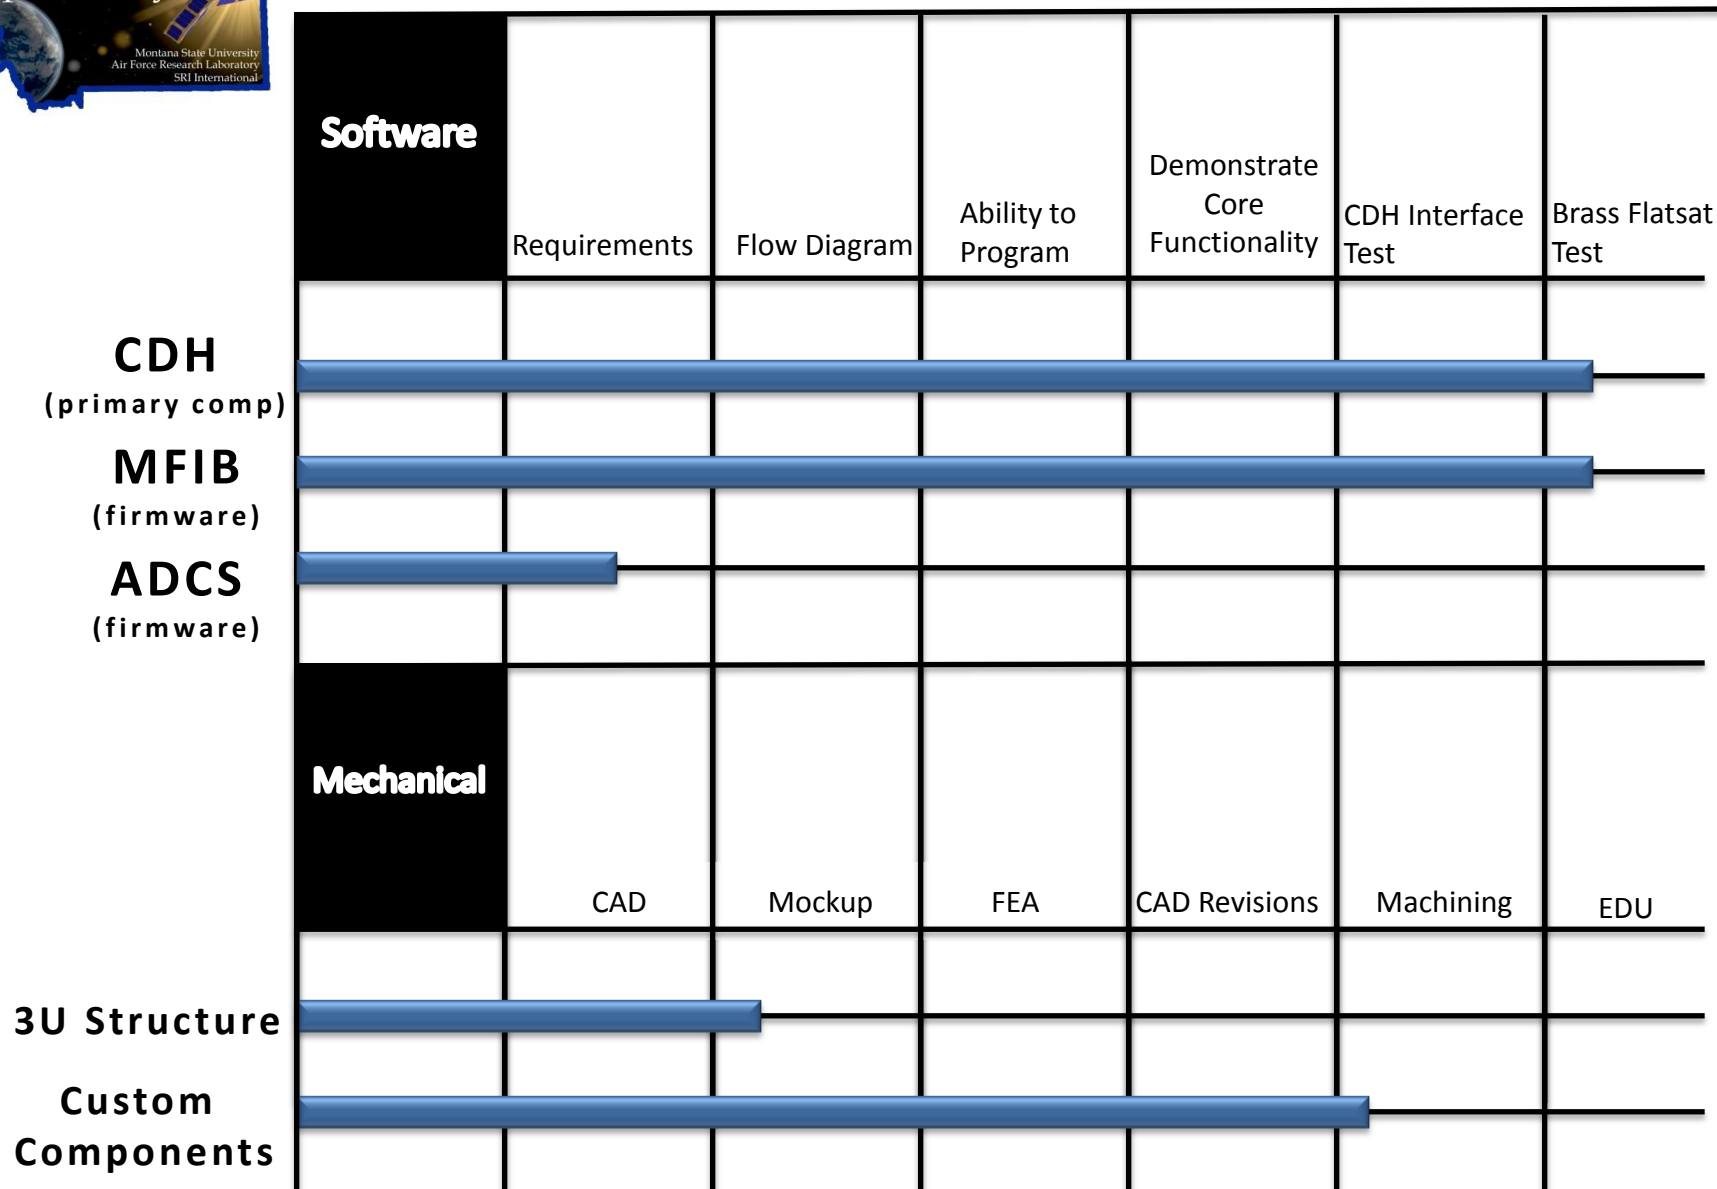 Montana State University
Air Force Research Laboratory
SRI International
Software
Requirements
Flow Diagram
Ability to
Program
Demonstrate
Core
Functionality
CDH Interface
Test
Brass Flatsat
Test
CDH
(primary comp)
MFIB
(firmware)
ADCS
(firmware)
Mechanical
CAD
Mockup
FEA
CAD Revisions
Machining
EDU
3U Structure
Custom
Components